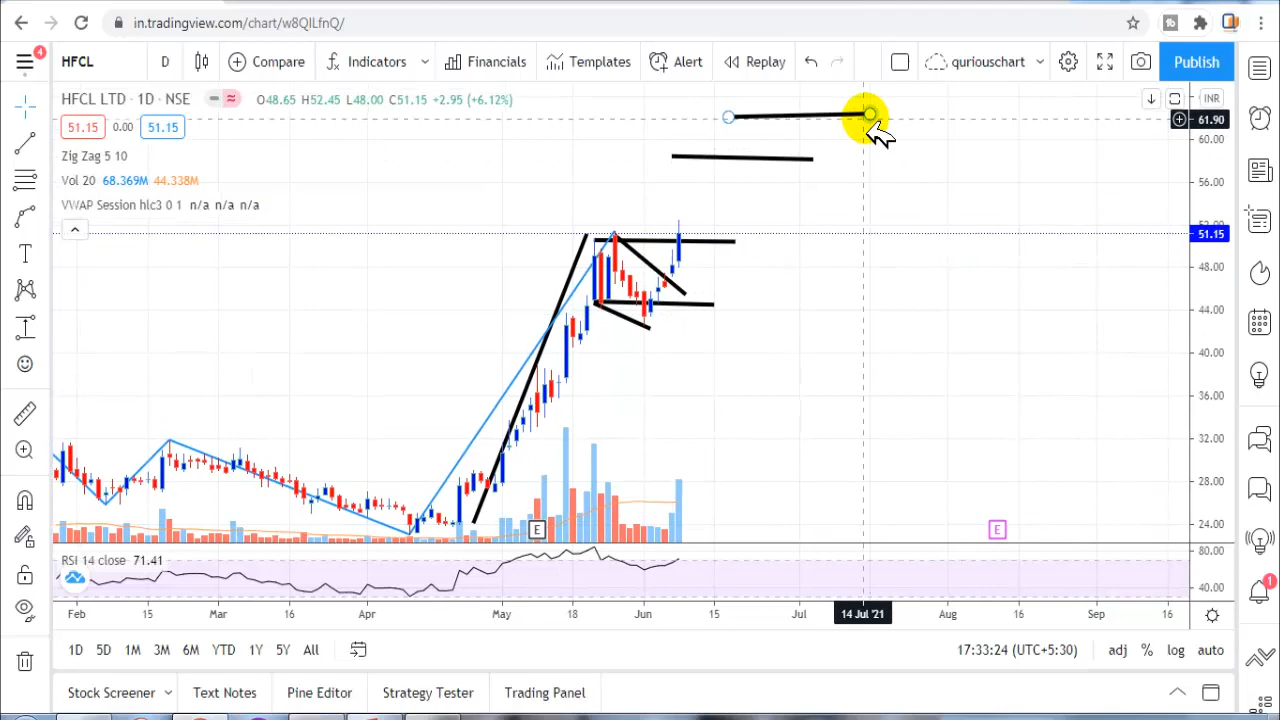 in.tradingview.com/chart/w8QlLfnQ/
4 HFCL D Compare Indicators Financials Templates Alert Replay quriouschart Publish
HFCL LTD · 1D · NSE O48.65 H52.45 L48.00 C51.15 +2.95 (+6.12%) INR
51.15 0.00 51.15 61.90
60.00
Zig Zag 5 10
Vol 20 68.369M 44.338M 56.00
VWAP Session hlc3 0 1 n/a n/a n/a
52.00
51.15
48.00
44.00
40.00
36.00
32.00
28.00
24.00
E E
80.00
RSI 14 close 71.41
1
40.00
Feb 15 Mar 16 Apr May 18 Jun 15 Jul 14 Jul '21 Aug 16 Sep 16
1D 5D 1M 3M 6M YTD 1Y 5Y All 17:33:24 (UTC+5:30) adj % log auto
Stock Screener Text Notes Pine Editor Strategy Tester Trading Panel